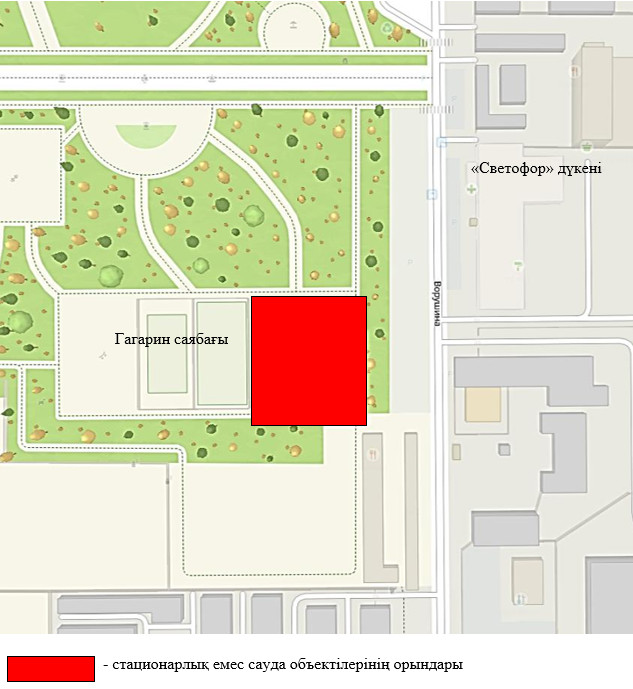 «Светофор» дүкені
Ворушина
Гагарин саябағы
- стационарлық емес сауда объектілерінің орындары